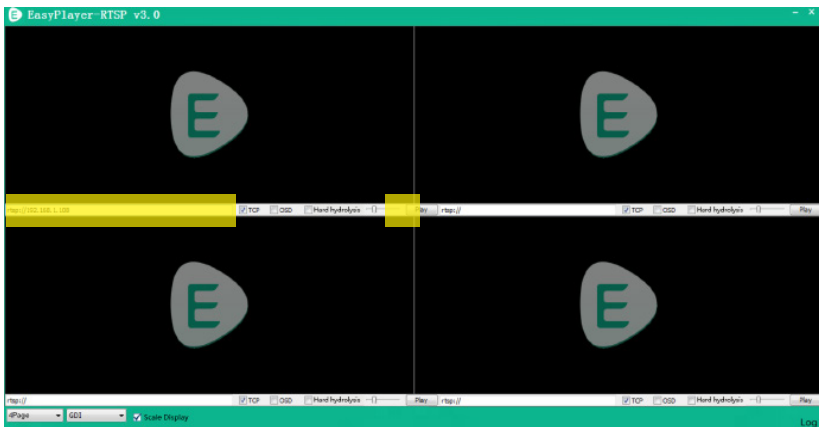 EasyPlayer-RTSP v3.0
E
E
rtsp://192.168.1.188 TCP OSD Hard hydrolysis Play rtsp:// TCP OSD Hard hydrolysis Play
E
E
rtsp:// TCP OSD Hard hydrolysis Play rtsp:// TCP OSD Hard hydrolysis Play
4Page GDI Scale Display
Log